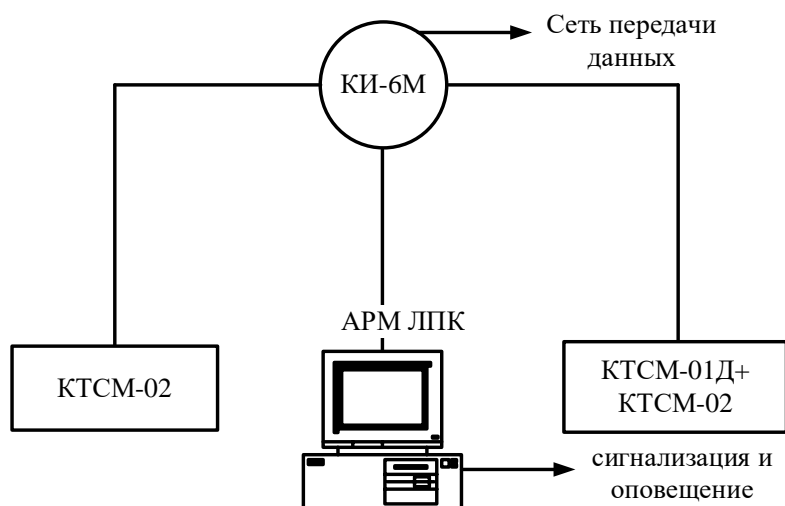 Сеть передачи
данных
КИ-6М
АРМ ЛПК
КТСМ-02
КТСМ-01Д+
КТСМ-02
сигнализация и
оповещение